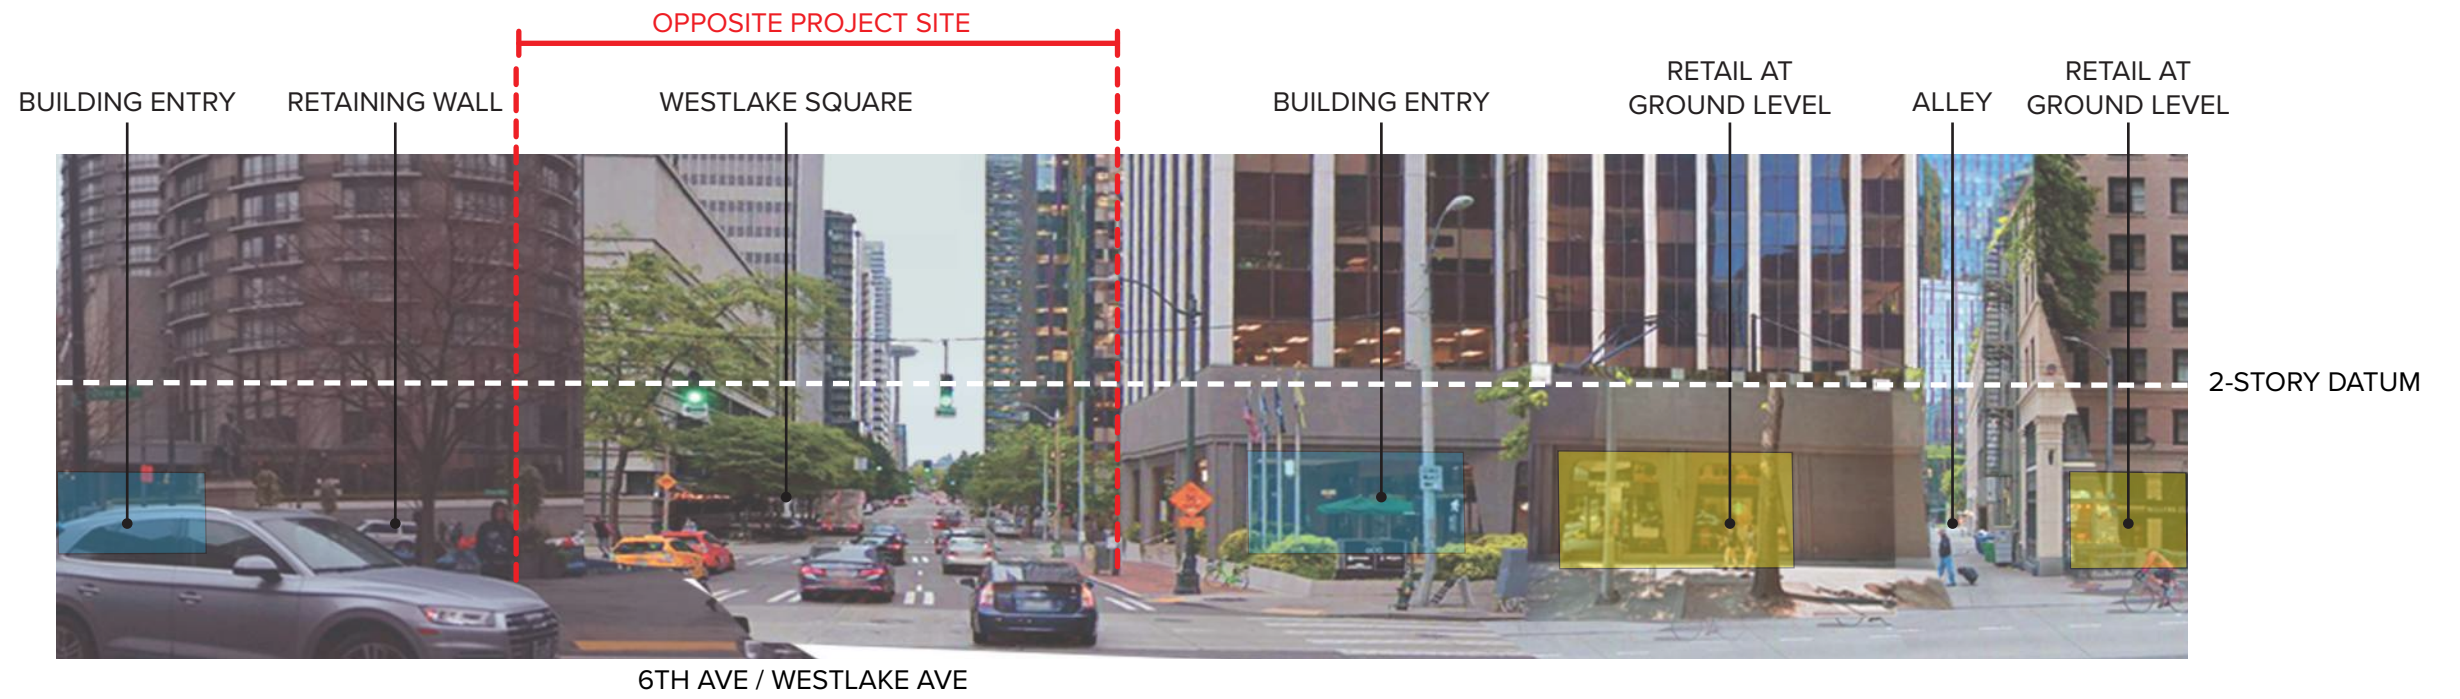 OPPOSITE PROJECT SITE
BUILDING ENTRY
RETAINING WALL
WESTLAKE SQUARE
BUILDING ENTRY
RETAIL AT
GROUND LEVEL
ALLEY
RETAIL AT
GROUND LEVEL
2-STORY DATUM
6TH AVE / WESTLAKE AVE